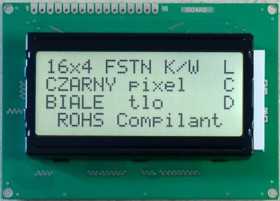 16x4 FSTN K/W L
CZARNY pixel C
BIALE tlo D
ROHS Compilant